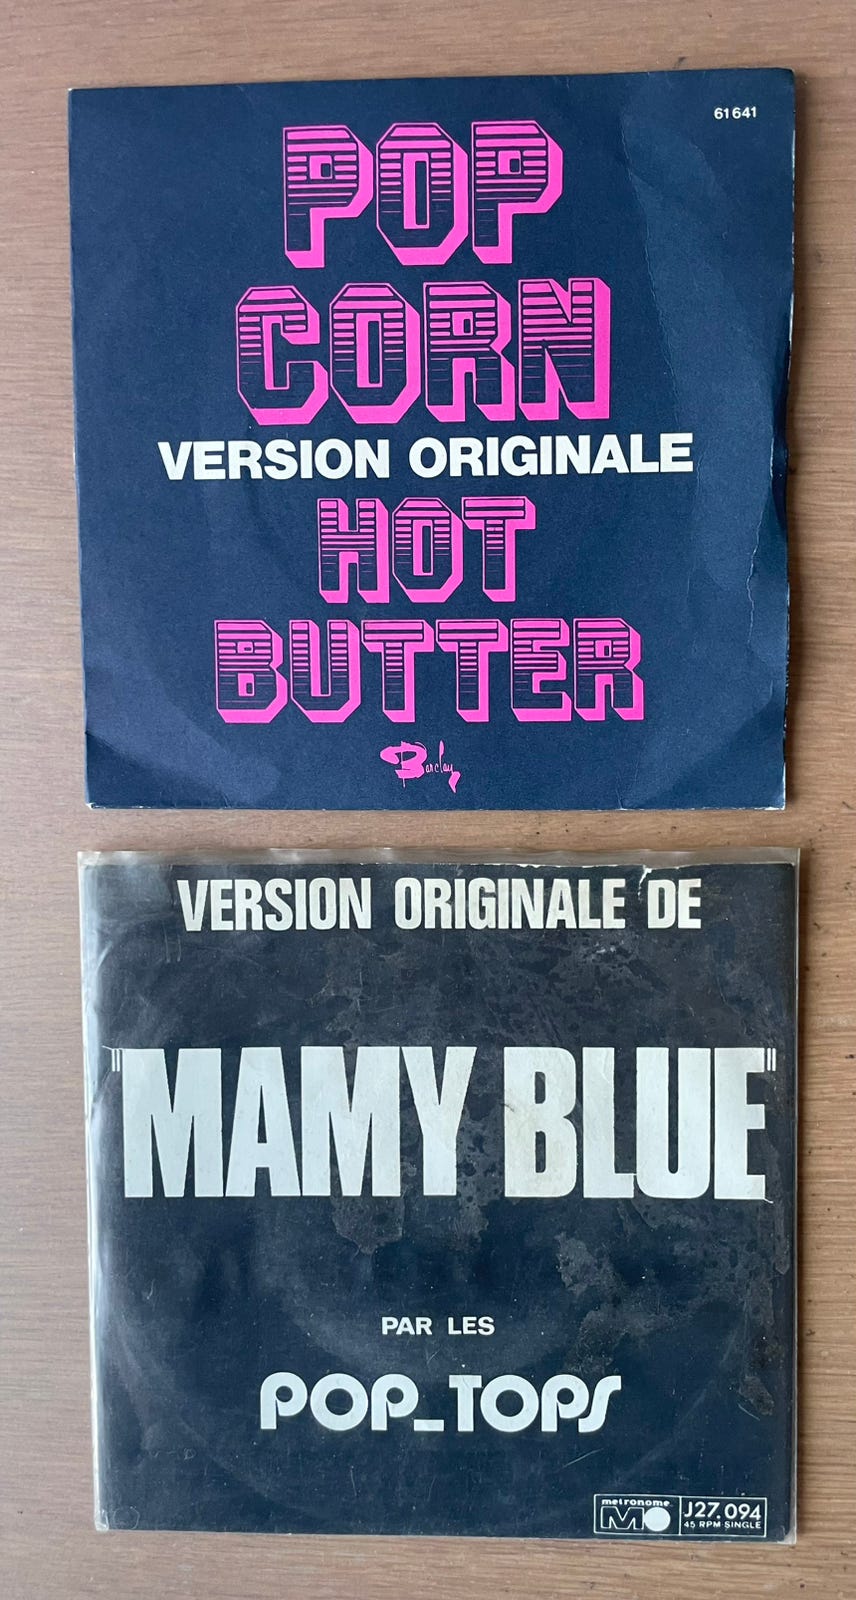 61641
POP
CORN
VERSION ORIGINALE
HOT
BUTTER
Barclay
VERSION ORIGINALE DE
"MAMY BLUE"
PAR LES
POP_TOPS
metronome
M
J27.094
45 RPM SINGLE